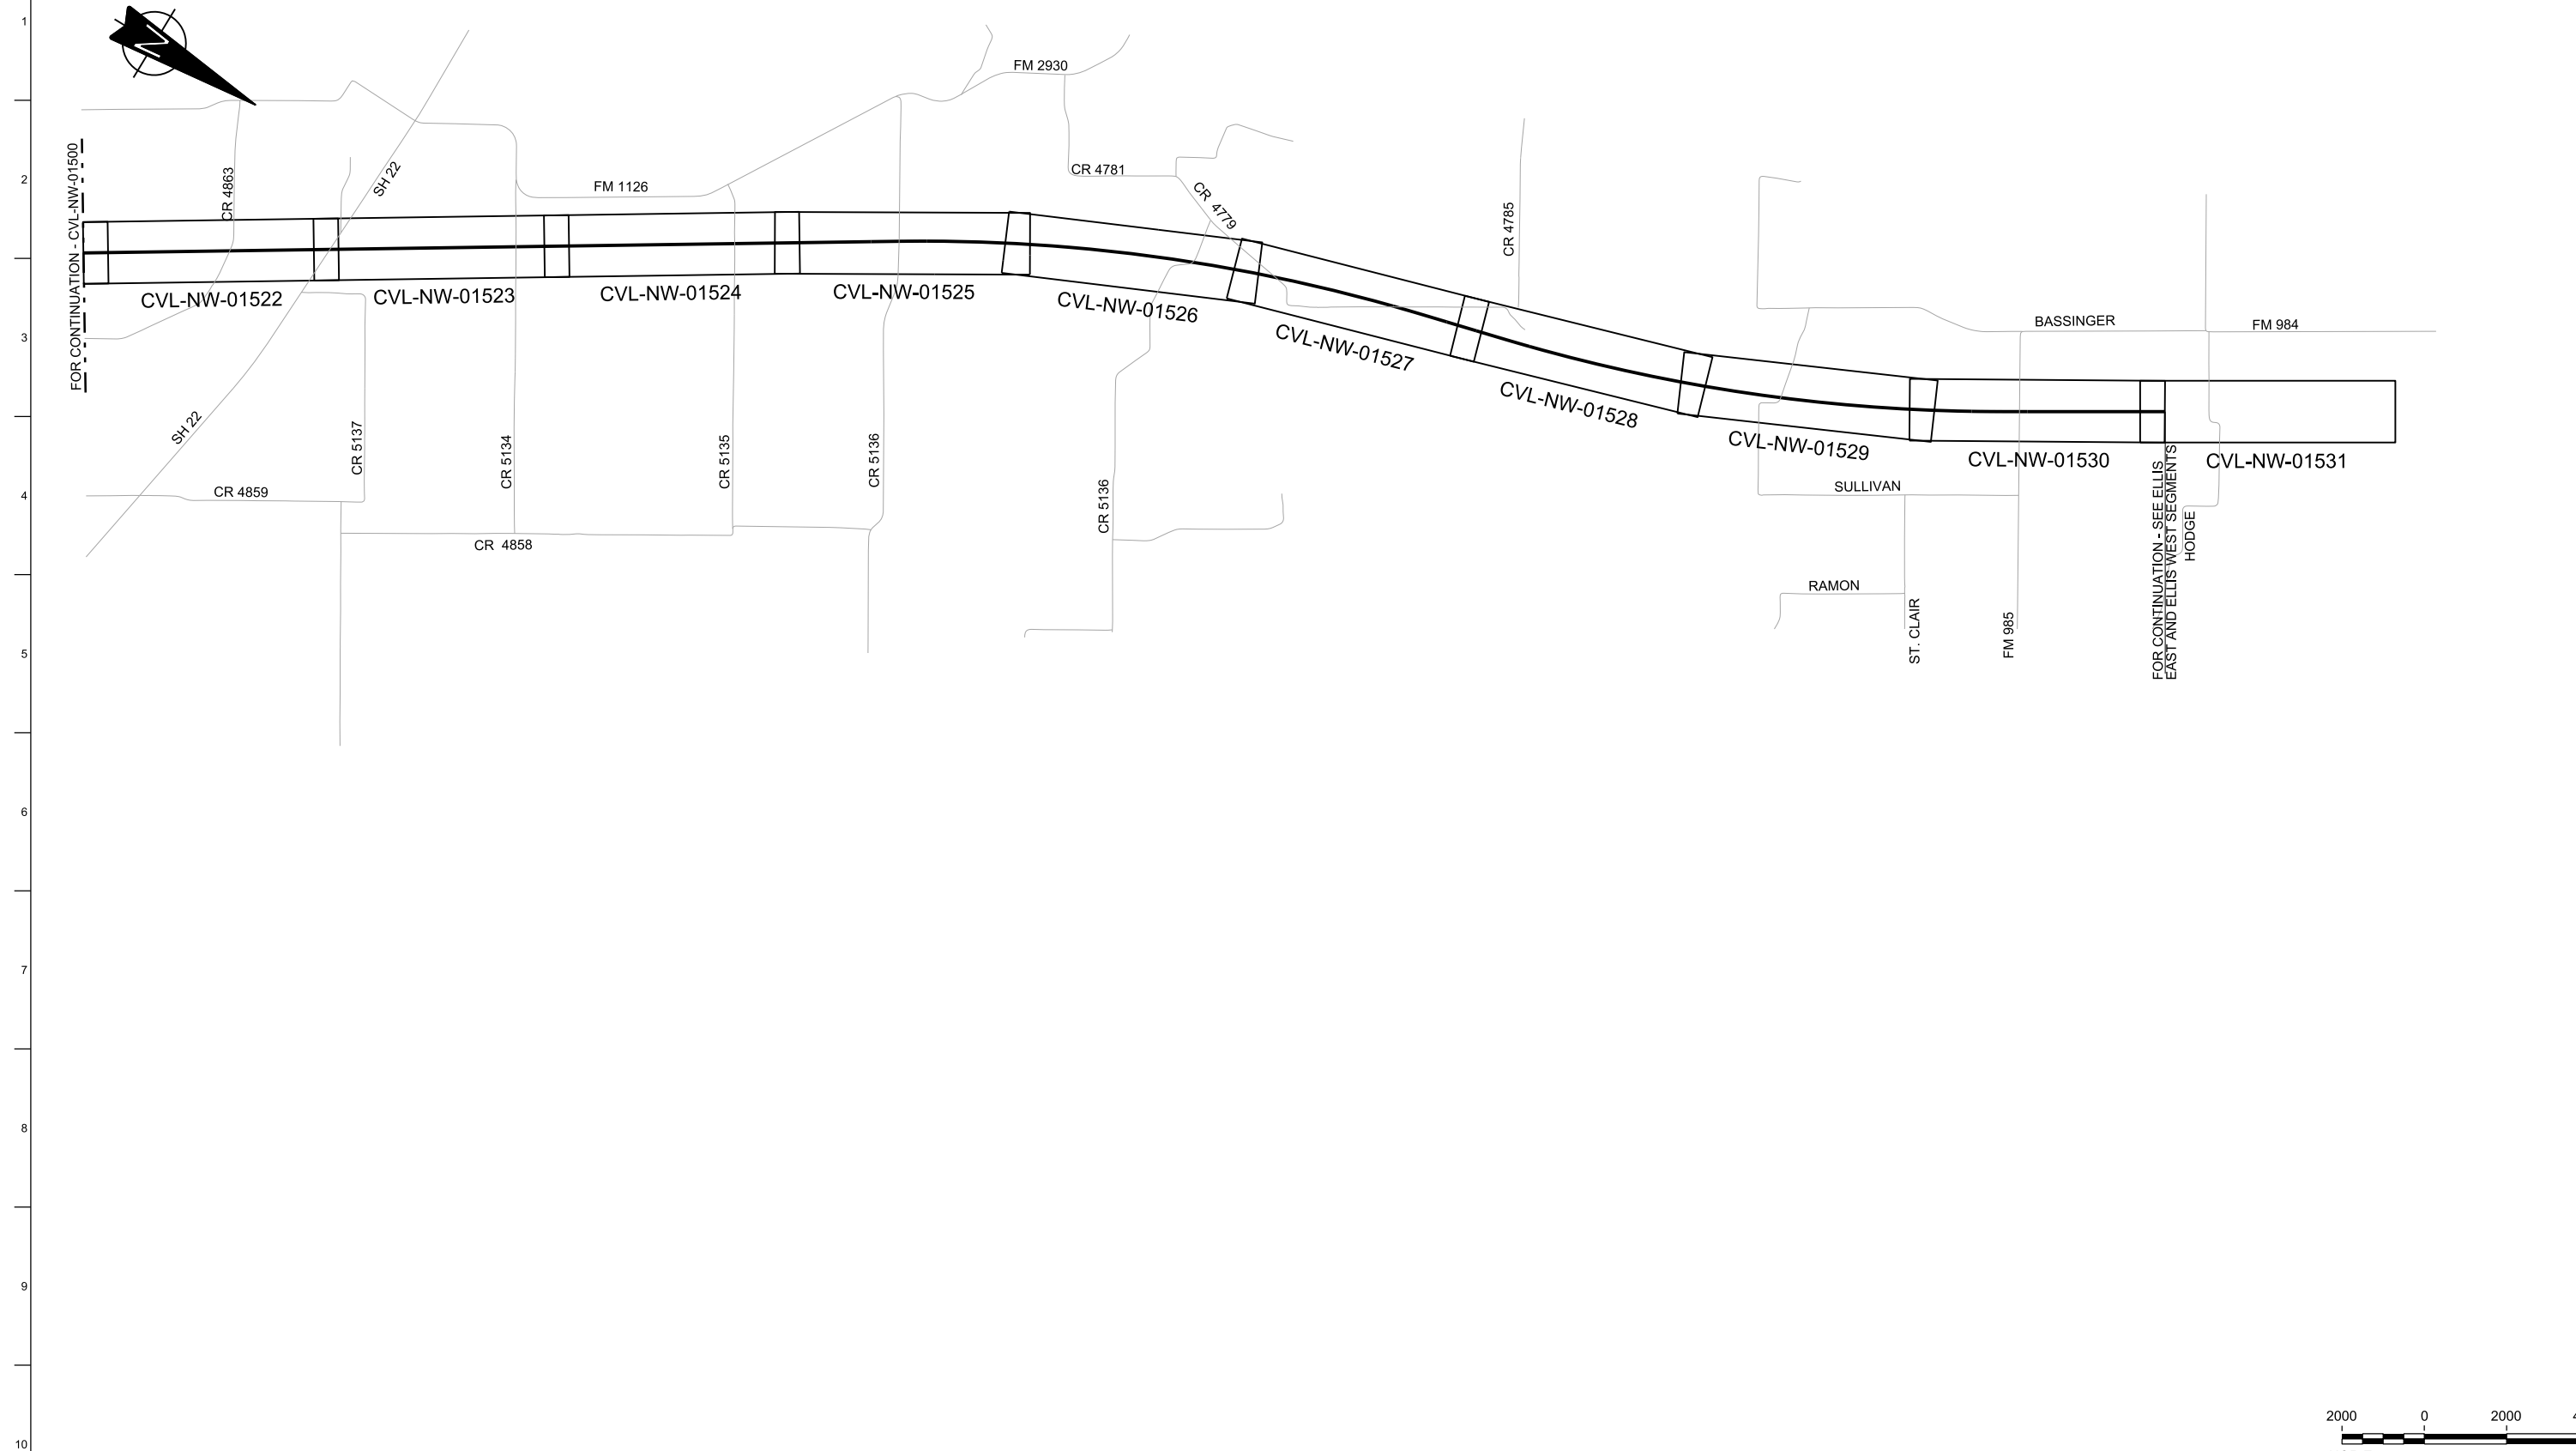 1
2
3
4
5
6
7
8
9
10
N
FOR CONTINUATION - CVL-NW-01500
CR 4863
SH 22
FM 1126
FM 2930
CR 4781
CR 4779
CR 4785
BASSINGER
FM 984
CVL-NW-01522
CVL-NW-01523
CVL-NW-01524
CVL-NW-01525
CVL-NW-01526
CVL-NW-01527
CVL-NW-01528
CVL-NW-01529
CVL-NW-01530
CVL-NW-01531
SH 22
CR 5137
CR 5134
CR 5135
CR 5136
CR 5136
CR 4859
CR 4858
SULLIVAN
RAMON
ST. CLAIR
FM 985
FOR CONTINUATION - SEE ELLIS
EAST AND ELLIS WEST SEGMENTS
HODGE
2000 0 2000